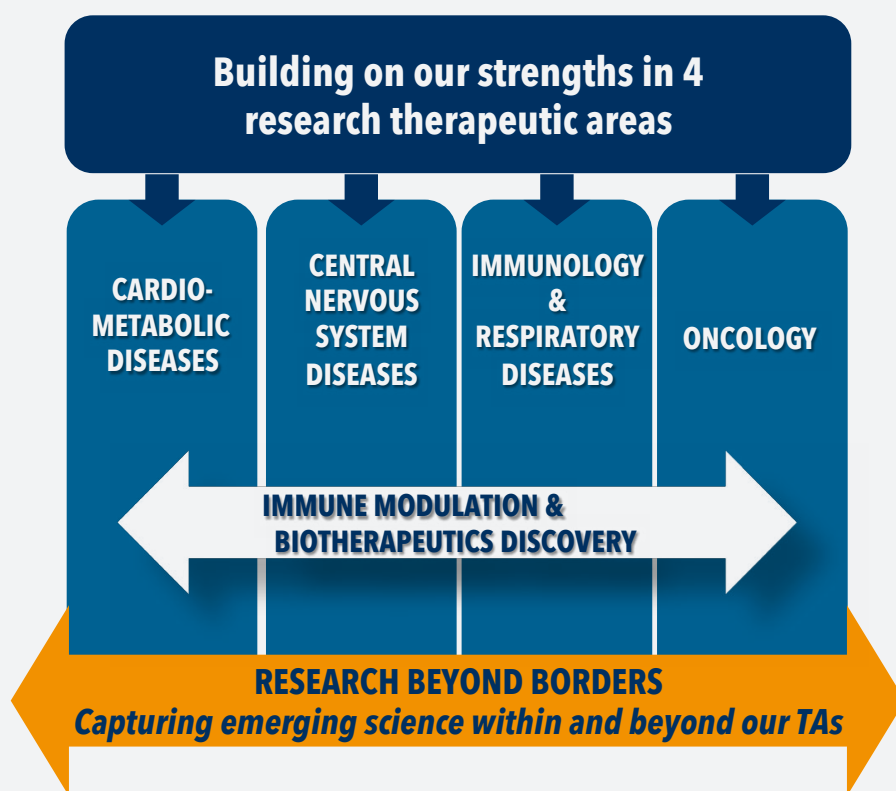 Building on our strengths in 4
research therapeutic areas
CARDIO-
METABOLIC
DISEASES
CENTRAL
NERVOUS
SYSTEM
DISEASES
IMMUNOLOGY
&
RESPIRATORY
DISEASES
ONCOLOGY
IMMUNE MODULATION &
BIOTHERAPEUTICS DISCOVERY
RESEARCH BEYOND BORDERS
Capturing emerging science within and beyond our TAs